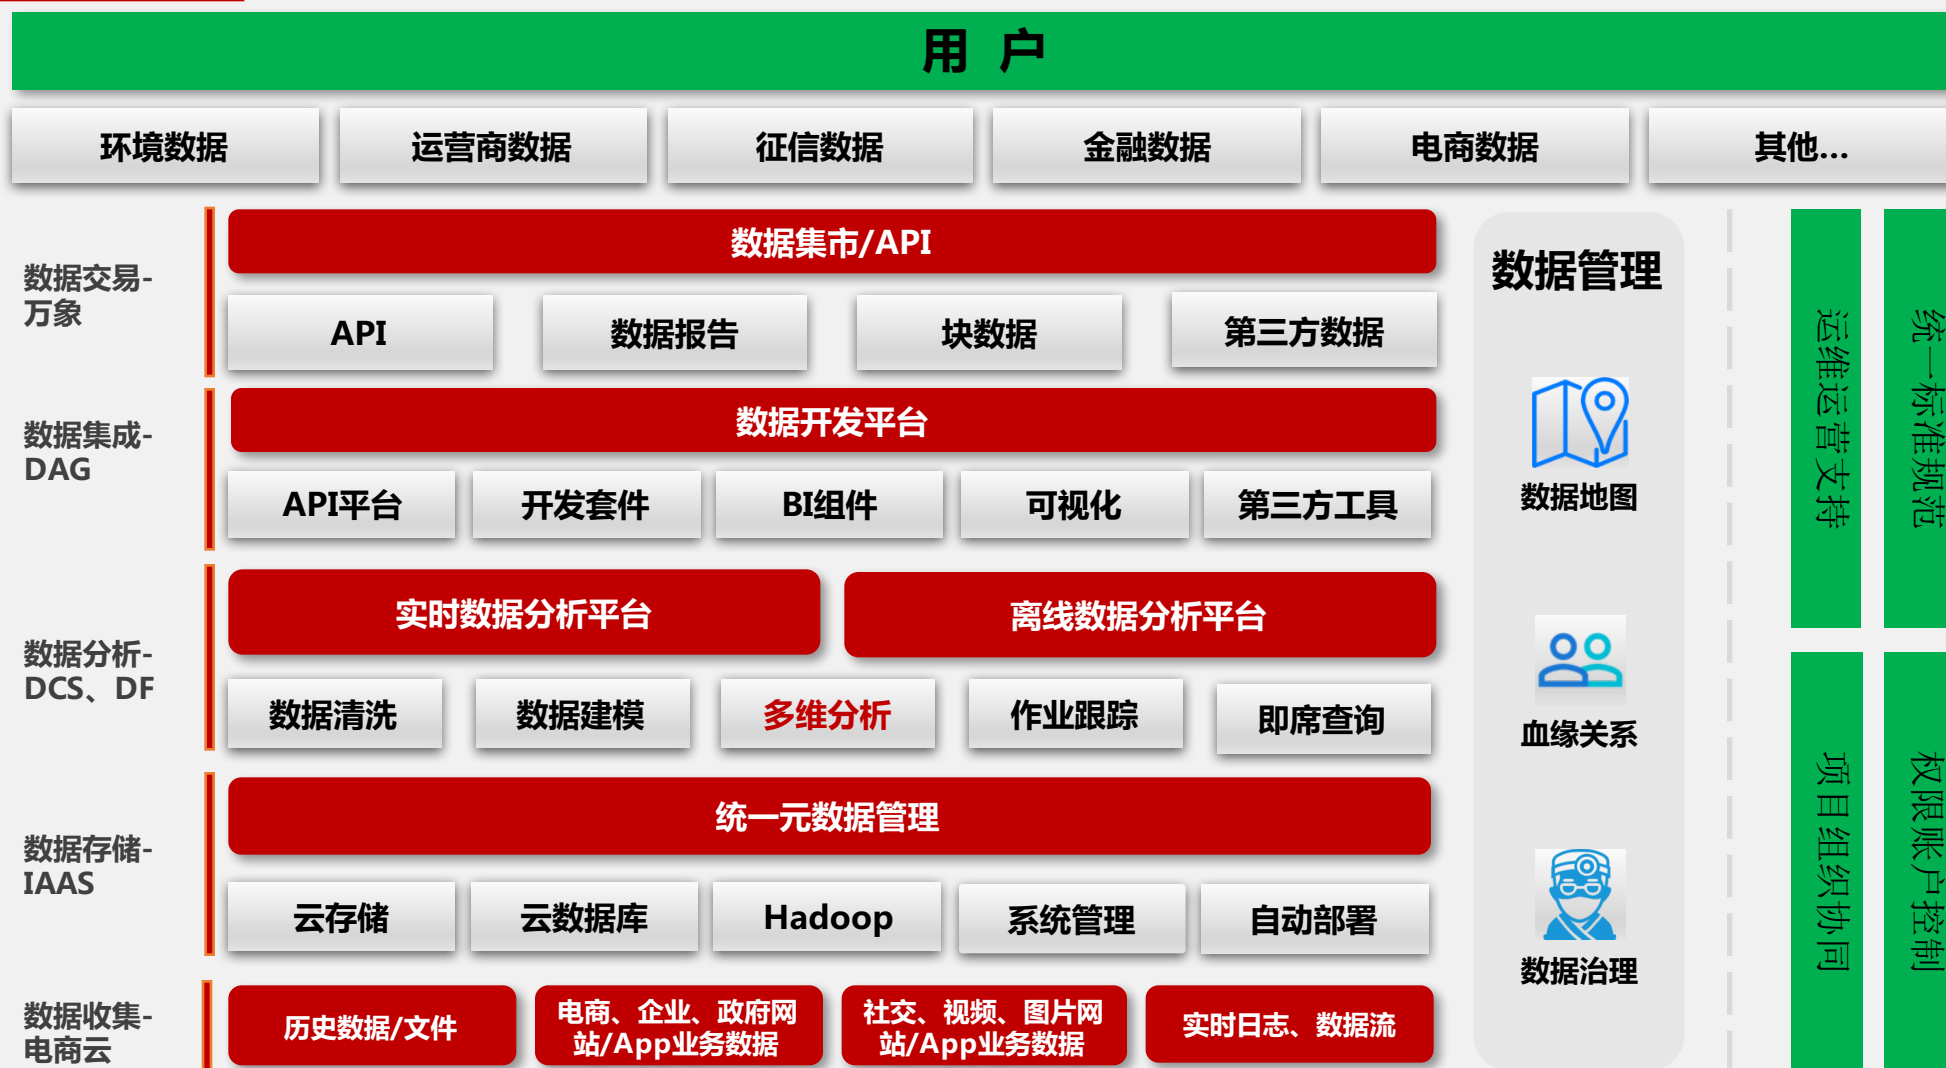 用 户
环境数据
运营商数据
征信数据
金融数据
电商数据
其他...
数据交易-
万象
数据集市/API
API
数据报告
块数据
第三方数据
数据集成-
DAG
数据开发平台
API平台
开发套件
BI组件
可视化
第三方工具
数据分析-
DCS、DF
实时数据分析平台
离线数据分析平台
数据清洗
数据建模
多维分析
作业跟踪
即席查询
数据存储-
IAAS
统一元数据管理
云存储
云数据库
Hadoop
系统管理
自动部署
数据收集-
电商云
历史数据/文件
电商、企业、政府网
站/App业务数据
社交、视频、图片网
站/App业务数据
实时日志、数据流
数据管理
数据地图
血缘关系
数据治理
运维运营支持
统一标准规范
项目组织协同
权限账户控制